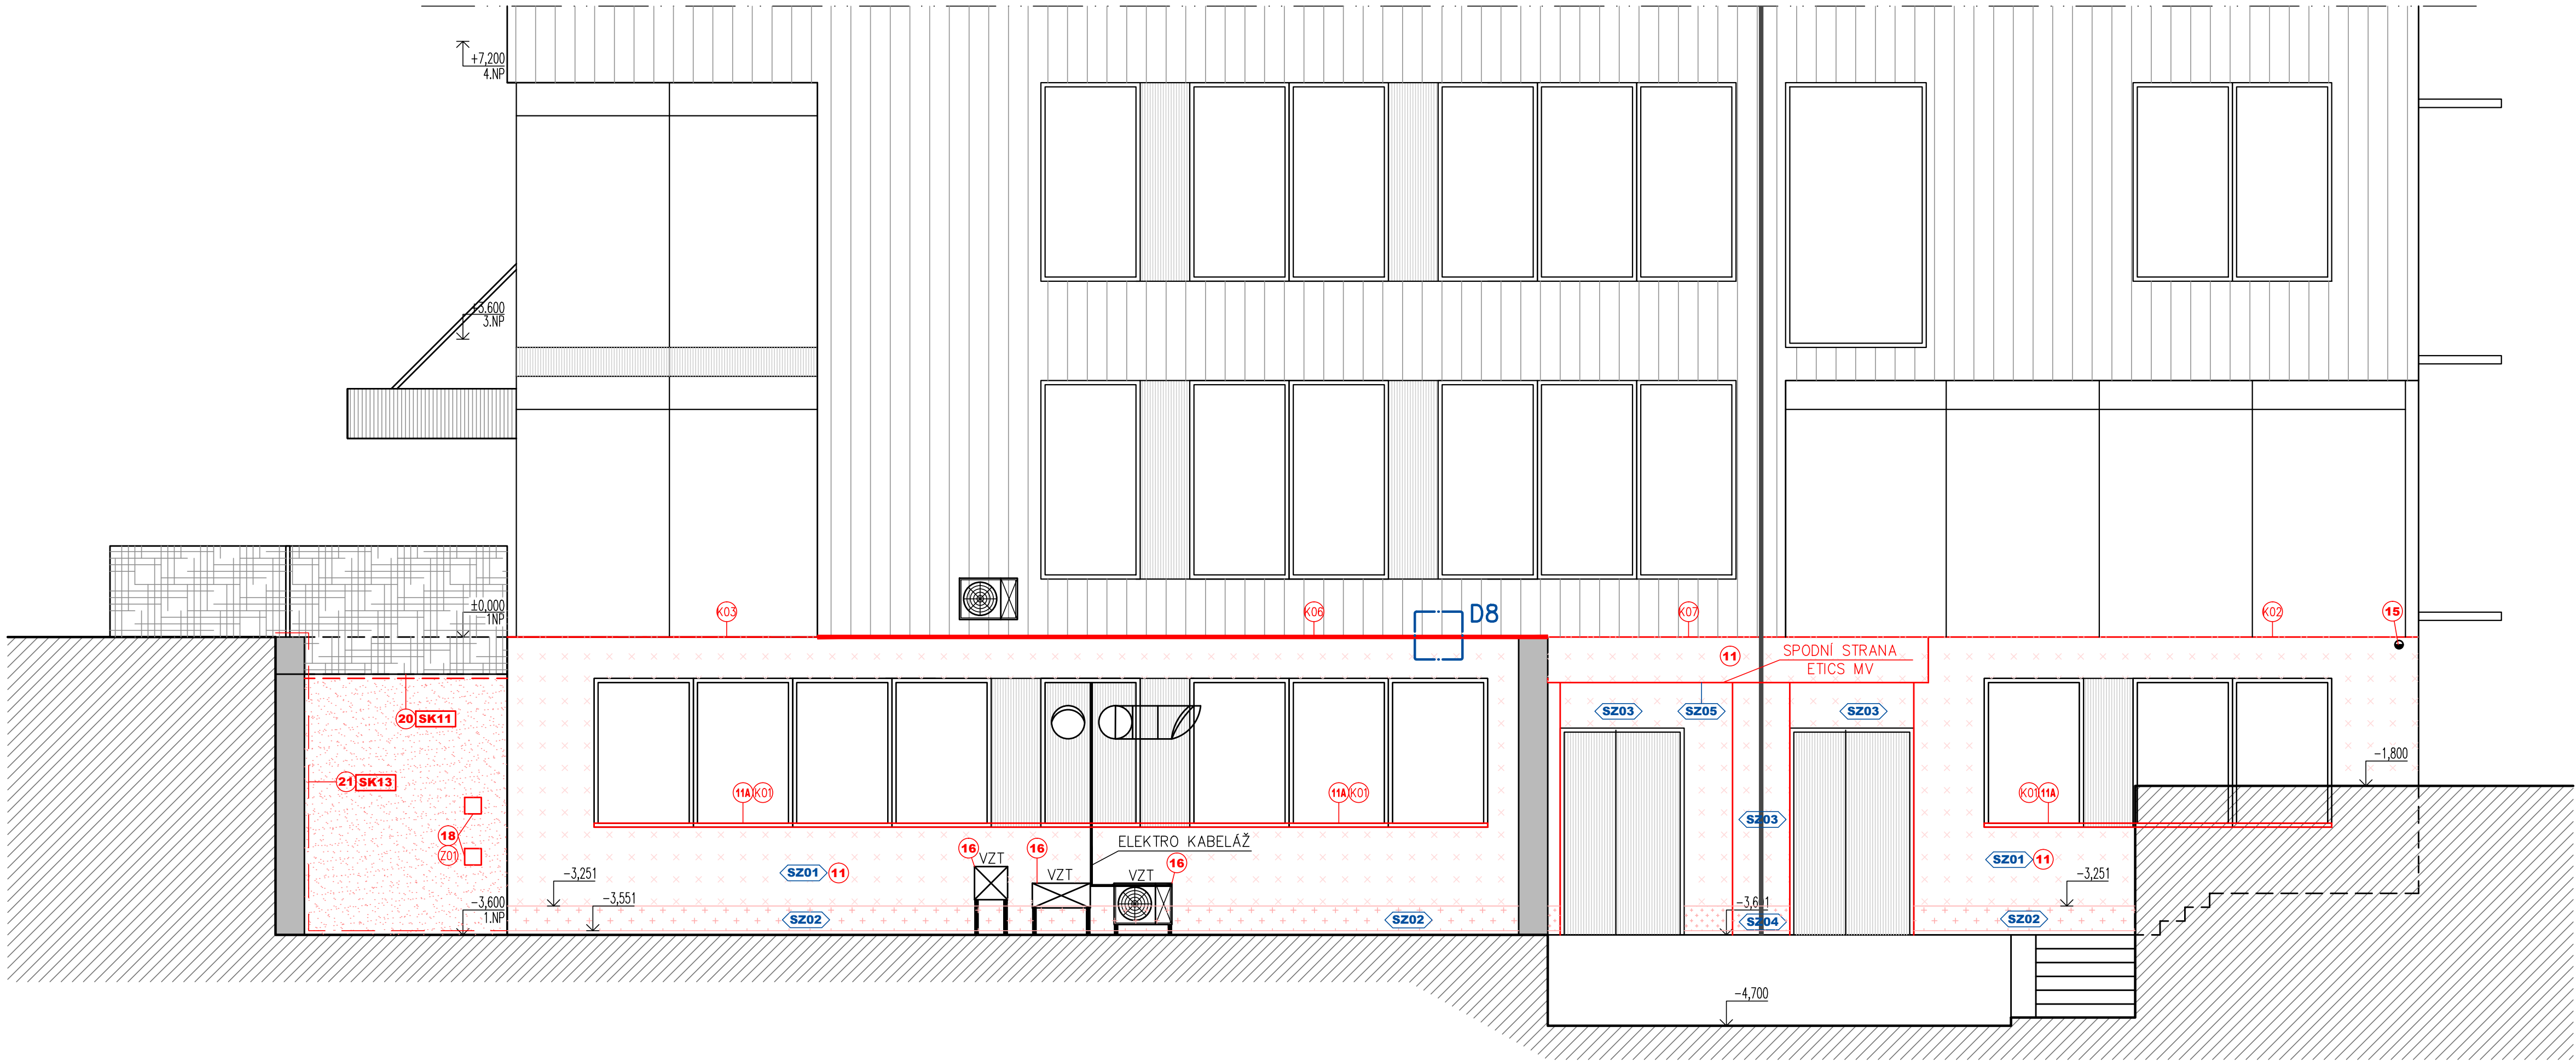 +7,200
4.NP
3.NP
D8
±0,000
1NP
K03
K06
K07
K02
15
11
SPODNÍ STRANA
ETICS MV
20 SK11
SZ03
SZ05
SZ03
-1,800
21 SK13
11A K01
11A K01
K01 11A
SZ03
18
Z01
ELEKTRO KABELÁŽ
16
VZT
16
VZT
VZT
16
SZ01 11
SZ01 11
-3,251
-3,251
-3,600
1.NP
-3,551
SZ02
SZ02
SZ04
SZ02
-4,700